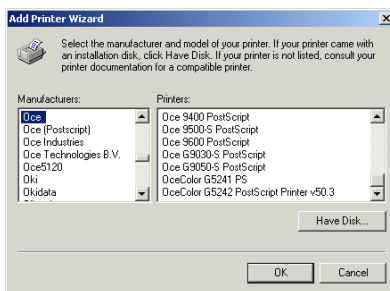 Add Printer Wizard
Select the manufacturer and model of your printer. If your printer came with
an installation disk, click Have Disk. If your printer is not listed, consult your
printer documentation for a compatible printer.
Manufacturers:
Oce
Oce (Postscript)
Oce Industries
Oce Technologies B.V.
Oce5120
Oki
Okidata
Printers:
Oce 9400 PostScript
Oce 9500-S PostScript
Oce 9600 PostScript
Oce G9030-S PostScript
Oce G9050-S PostScript
OceColor G5241 PS
OceColor G5242 PostScript Printer v50.3
Have Disk...
OK
Cancel